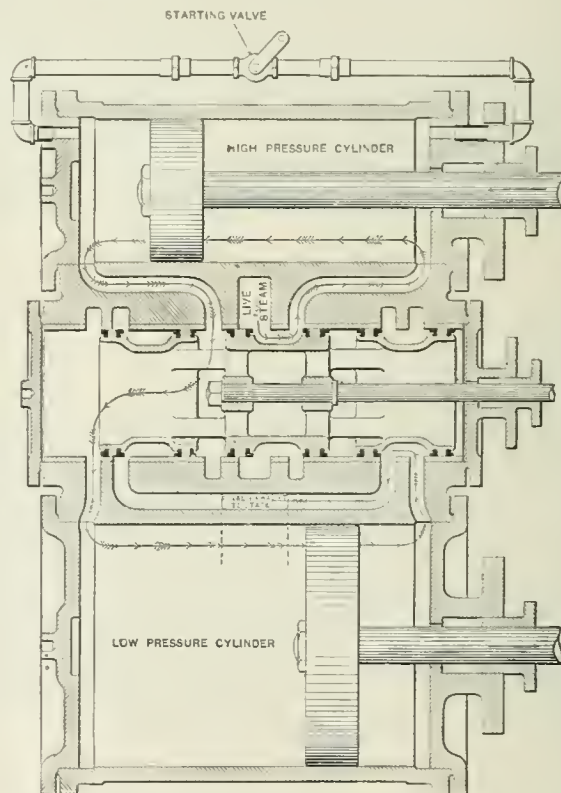 STARTING VALVE
HIGH PRESSURE CYLINDER
LIVE
STEAM
LOW PRESSURE CYLINDER